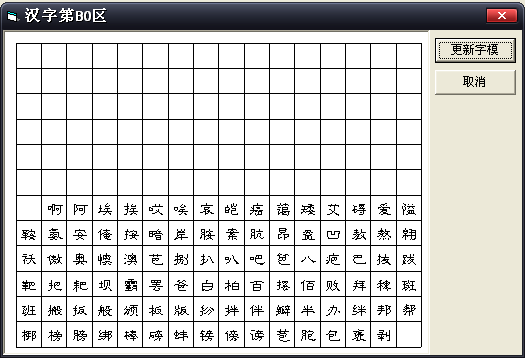 汉字第B0区
更新字模
取消
啊 阿 埃 挨 哎 唉 哀 皑 癌 蔼 矮 艾 碍 爱 隘
鞍 氨 安 俺 按 暗 岸 胺 案 肮 昂 盎 凹 敖 熬 翱
袄 傲 奥 懊 澳 芭 捌 扒 叭 吧 笆 八 疤 巴 拔 跋
靶 把 耙 坝 霸 罢 爸 白 柏 百 摆 佰 败 拜 稗 斑
班 搬 扳 般 颁 板 版 扮 拌 伴 瓣 半 办 绊 邦 帮
梆 榜 膀 绑 棒 磅 蚌 镑 傍 谤 苞 胞 包 褒 剥